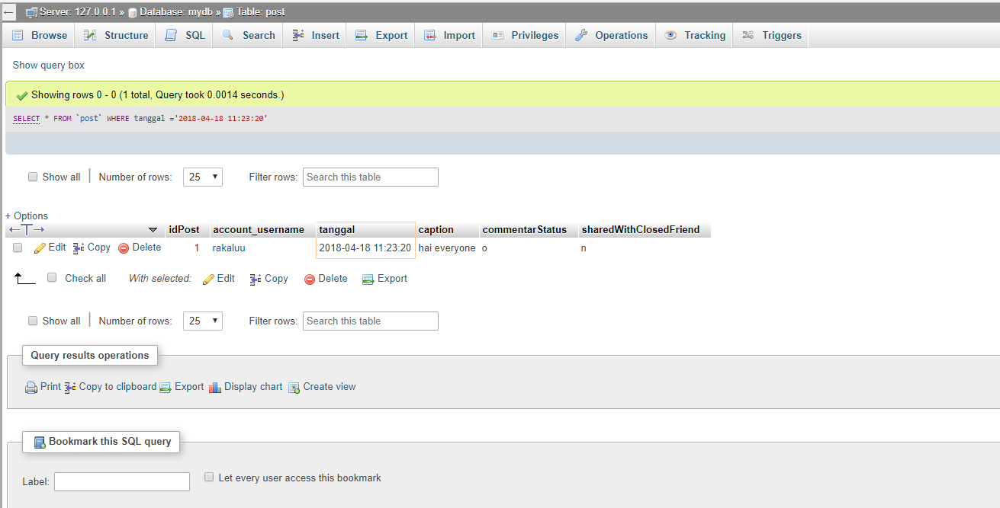 Server: 127.0.0.1 » Database: mydb » Table: post
Browse Structure SQL Search Insert Export Import Privileges Operations Tracking Triggers
Show query box
Showing rows 0 - 0 (1 total, Query took 0.0014 seconds.)
SELECT * FROM `post` WHERE tanggal ='2018-04-18 11:23:20'
Show all Number of rows: 25 Filter rows: Search this table
+ Options
idPost account_username tanggal caption commentarStatus sharedWithClosedFriend
Edit Copy Delete 1 rakaluu 2018-04-18 11:23:20 hai everyone o n
Check all With selected: Edit Copy Delete Export
Show all Number of rows: 25 Filter rows: Search this table
Query results operations
Print Copy to clipboard Export Display chart Create view
Bookmark this SQL query
Label: Let every user access this bookmark